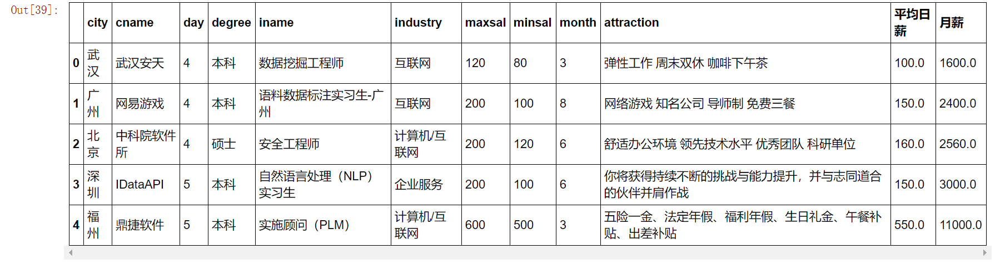 Out[39]:
city cname day degree iname industry maxsal minsal month attraction 平均日薪 月薪
0 武汉 武汉安天 4 本科 数据挖掘工程师 互联网 120 80 3 弹性工作 周末双休 咖啡下午茶 100.0 1600.0
1 广州 网易游戏 4 本科 语料数据标注实习生-广州 互联网 200 100 8 网络游戏 知名公司 导师制 免费三餐 150.0 2400.0
2 北京 中科院软件所 4 硕士 安全工程师 计算机/互联网 200 120 6 舒适办公环境 领先技术水平 优秀团队 科研单位 160.0 2560.0
3 深圳 IDataAPI 5 本科 自然语言处理（NLP）实习生 企业服务 200 100 6 你将获得持续不断的挑战与能力提升，并与志同道合的伙伴并肩作战 150.0 3000.0
4 福州 鼎捷软件 5 本科 实施顾问（PLM） 计算机/互联网 600 500 3 五险一金、法定年假、福利年假、生日礼金、午餐补贴、出差补贴 550.0 11000.0